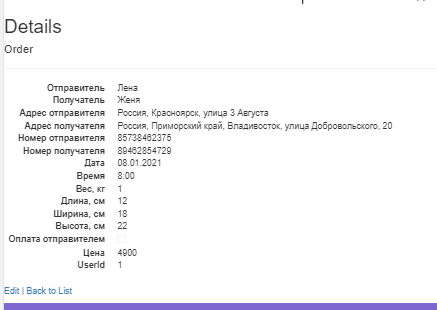 Details
Order
Отправитель Лена
Получатель Женя
Адрес отправителя Россия, Красноярск, улица 3 Августа
Адрес получателя Россия, Приморский край, Владивосток, улица Добровольского, 20
Номер отправителя 85738462375
Номер получателя 89462854729
Дата 08.01.2021
Время 8:00
Вес, кг 1
Длина, см 12
Ширина, см 18
Высота, см 22
Оплата отправителем
Цена 4900
UserId 1
Edit | Back to List